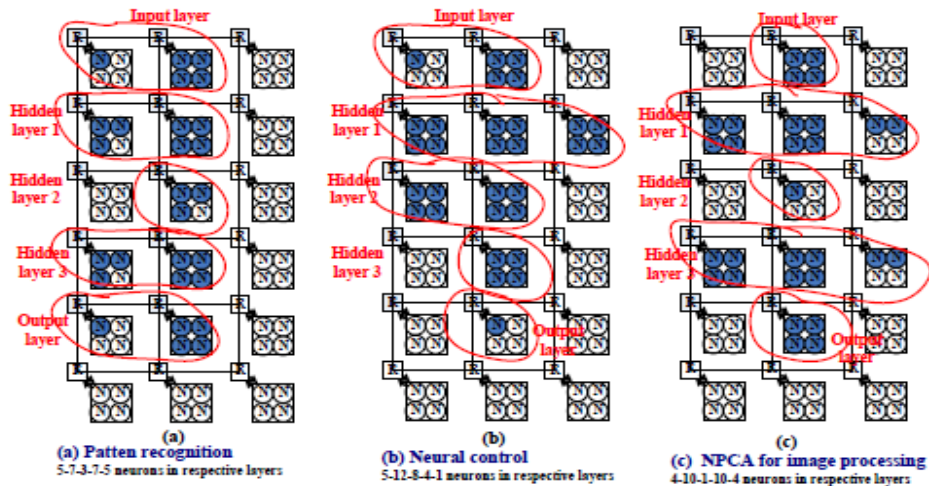 Input layer
Input layer
Input layer
R R R
N N N N N N
N N N N N N
Hidden layer 1
Hidden layer 1
Hidden layer 1
Hidden layer 2
Hidden layer 2
Hidden layer 2
Hidden layer 3
Hidden layer 3
Hidden layer 3
Output layer
Output layer
Output layer
(a)
(b)
(c)
(a) Patten recognition
5-7-3-7-5 neurons in respective layers
(b) Neural control
5-12-8-4-1 neurons in respective layers
(c) NPCA for image processing
4-10-1-10-4 neurons in respective layers